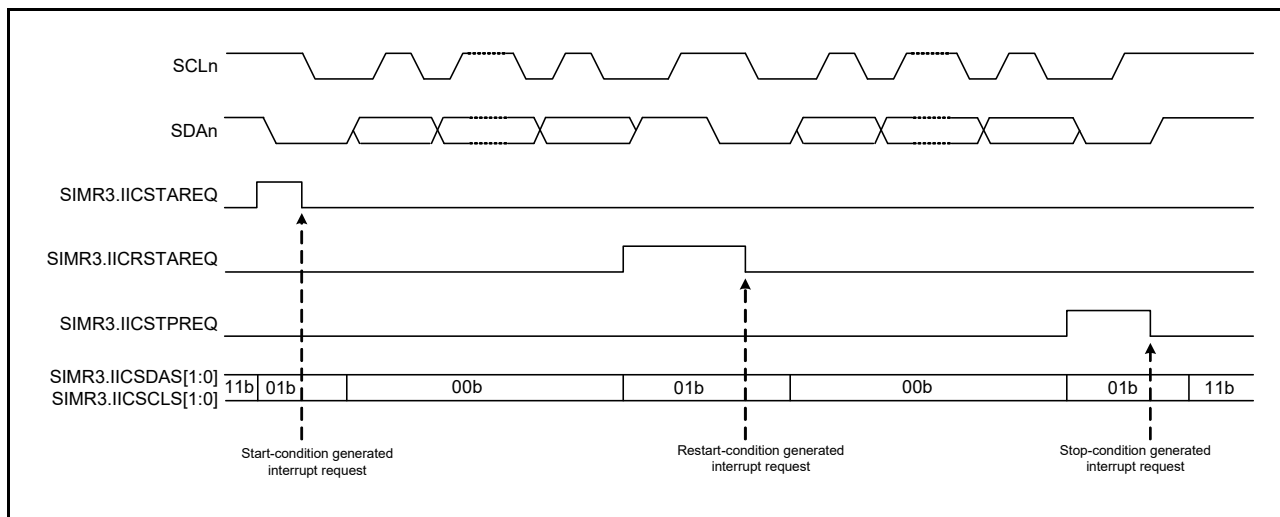 SCLn
SDAn
SIMR3.IICSTAREQ
SIMR3.IICRSTAREQ
SIMR3.IICSTPREQ
SIMR3.IICSDAS[1:0]
SIMR3.IICSCLS[1:0]
11b 01b 00b 01b 00b 01b 11b
Start-condition generated
interrupt request
Restart-condition generated
interrupt request
Stop-condition generated
interrupt request